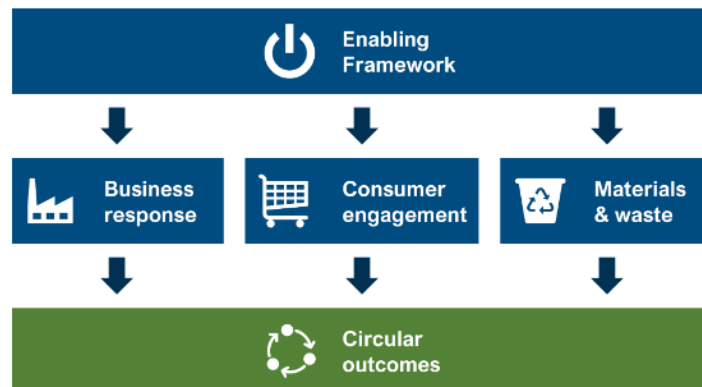 Enabling
Framework
Business
response
Consumer
engagement
Materials
& waste
Circular
outcomes